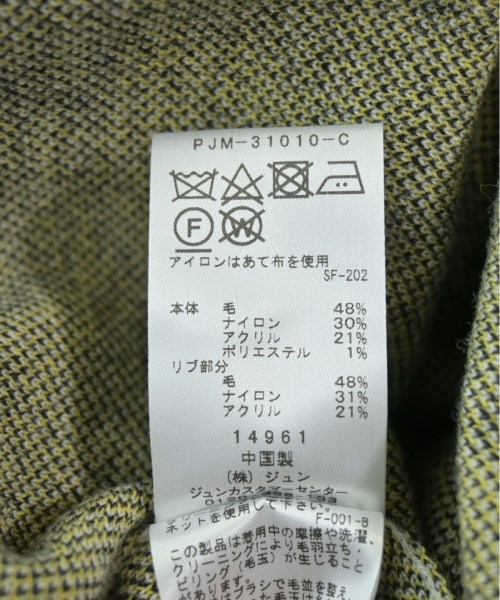 PJM-31010-C
F W
アイロンはあて布を使用
SF-202
本体 毛 48%
ナイロン 30%
アクリル 21%
ポリエステル 1%
リブ部分
毛 48%
ナイロン 31%
アクリル 21%
14961
中国製
(株) ジュン
ジュンカスタマーセンター
ネットを使用して下さい。
F-001-B
この製品は着用中の摩擦や洗濯、
クリーニングにより毛羽立ち・
ピリング(毛玉)が生じること
があります。
ブラシで毛並を整え、